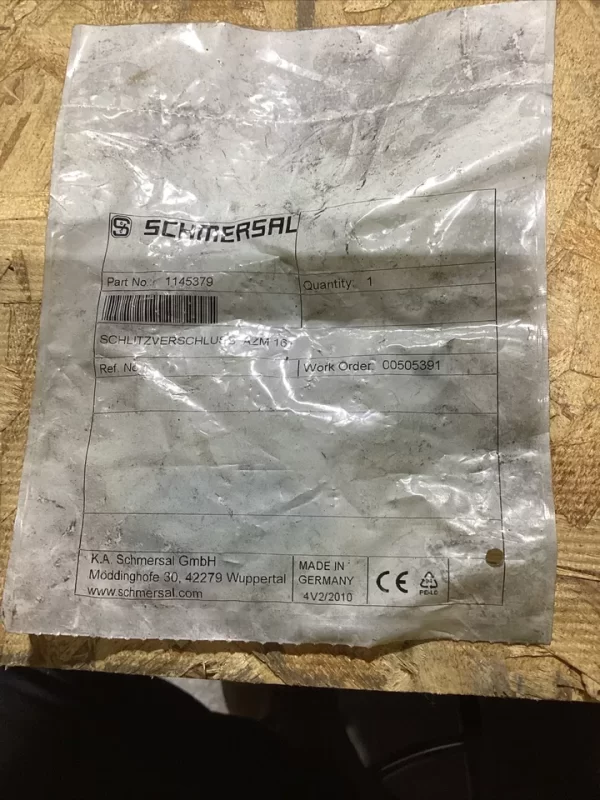 SCHMERSAL
Part No.: 1145379
Quantity: 1
SCHLITZVERSCHLUSS AZM 16
Ref. No
Work Order: 00505391
K.A. Schmersal GmbH
Möddinghofe 30, 42279 Wuppertal
www.schmersal.com
MADE IN
GERMANY
4V2/2010
CE
PE-LD